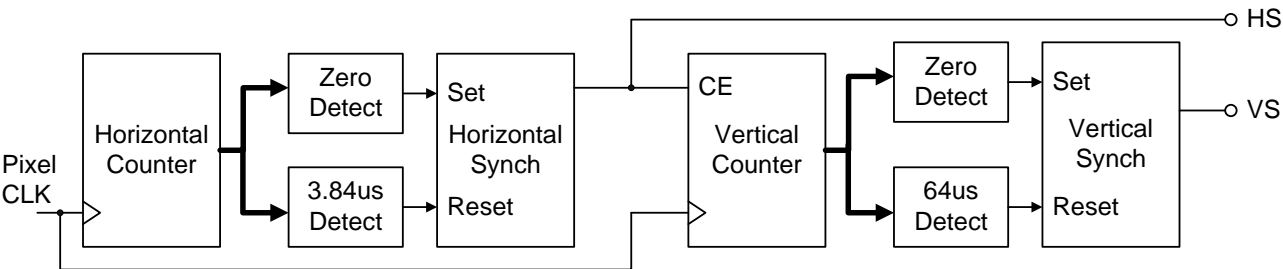 HS
Zero
Detect
Set
Horizontal
Counter
Horizontal
Synch
Pixel
CLK
3.84us
Detect
Reset
CE
Vertical
Counter
Zero
Detect
Set
VS
Vertical
Synch
64us
Detect
Reset